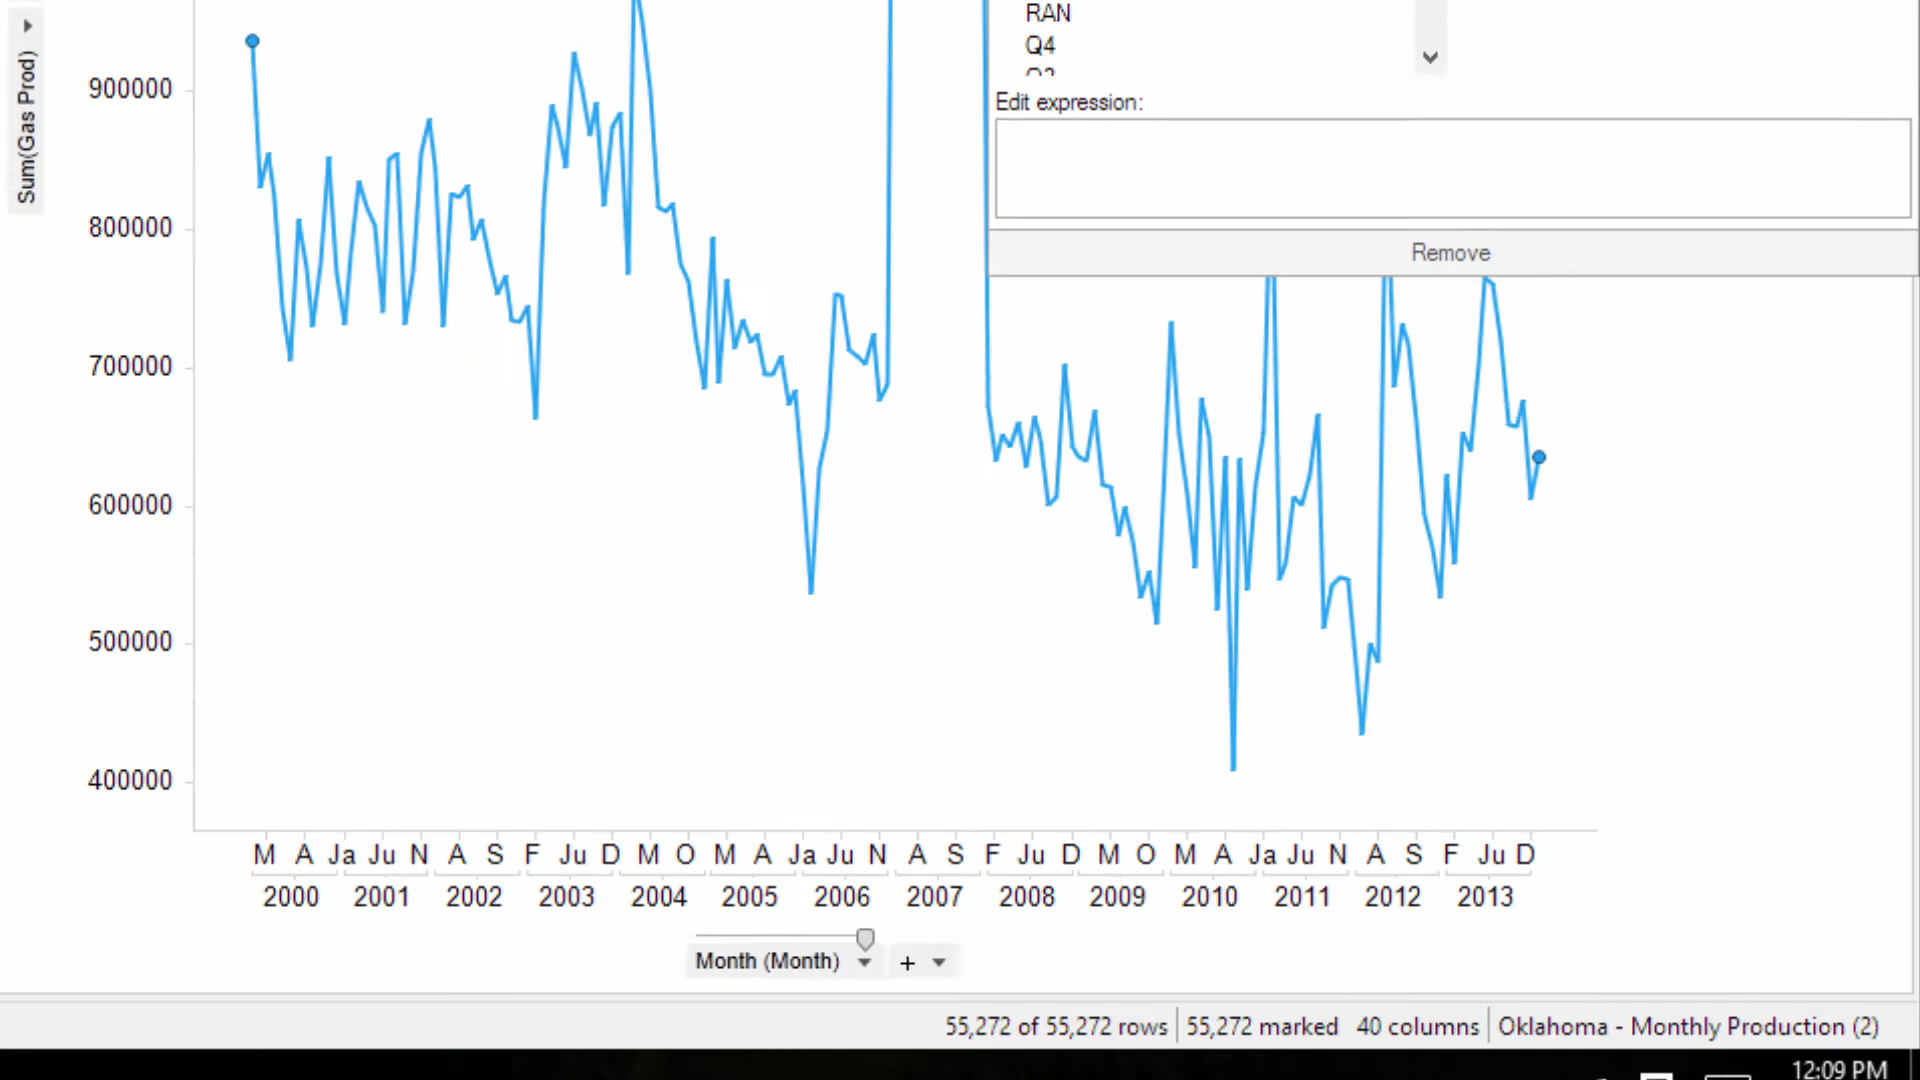 Sum(Gas Prod)
RAN
Q4
Edit expression:
Remove
900000
800000
700000
600000
500000
400000
M A Ja Ju N A S F Ju D M O M A Ja Ju N A S F Ju D M O M A Ja Ju N A S F Ju D
2000 2001 2002 2003 2004 2005 2006 2007 2008 2009 2010 2011 2012 2013
Month (Month) +
55,272 of 55,272 rows 55,272 marked 40 columns Oklahoma - Monthly Production (2)
12:09 PM